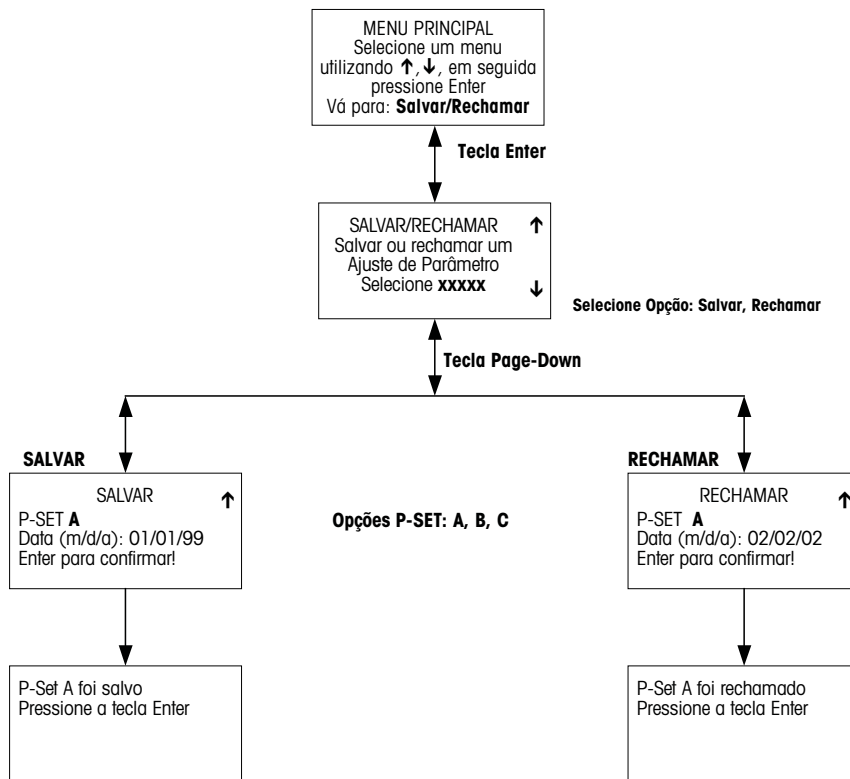 MENU PRINCIPAL
Selecione um menu
utilizando ↑,↓, em seguida
pressione Enter
Vá para: Salvar/Rechamar
Tecla Enter
SALVAR/RECHAMAR ↑
Salvar ou rechamar um
Ajuste de Parâmetro
Selecione xxxxx ↓
Selecione Opção: Salvar, Rechamar
Tecla Page-Down
SALVAR
SALVAR ↑
P-SET A
Data (m/d/a): 01/01/99
Enter para confirmar!
Opções P-SET: A, B, C
RECHAMAR
RECHAMAR ↑
P-SET A
Data (m/d/a): 02/02/02
Enter para confirmar!
P-Set A foi salvo
Pressione a tecla Enter
P-Set A foi rechamado
Pressione a tecla Enter